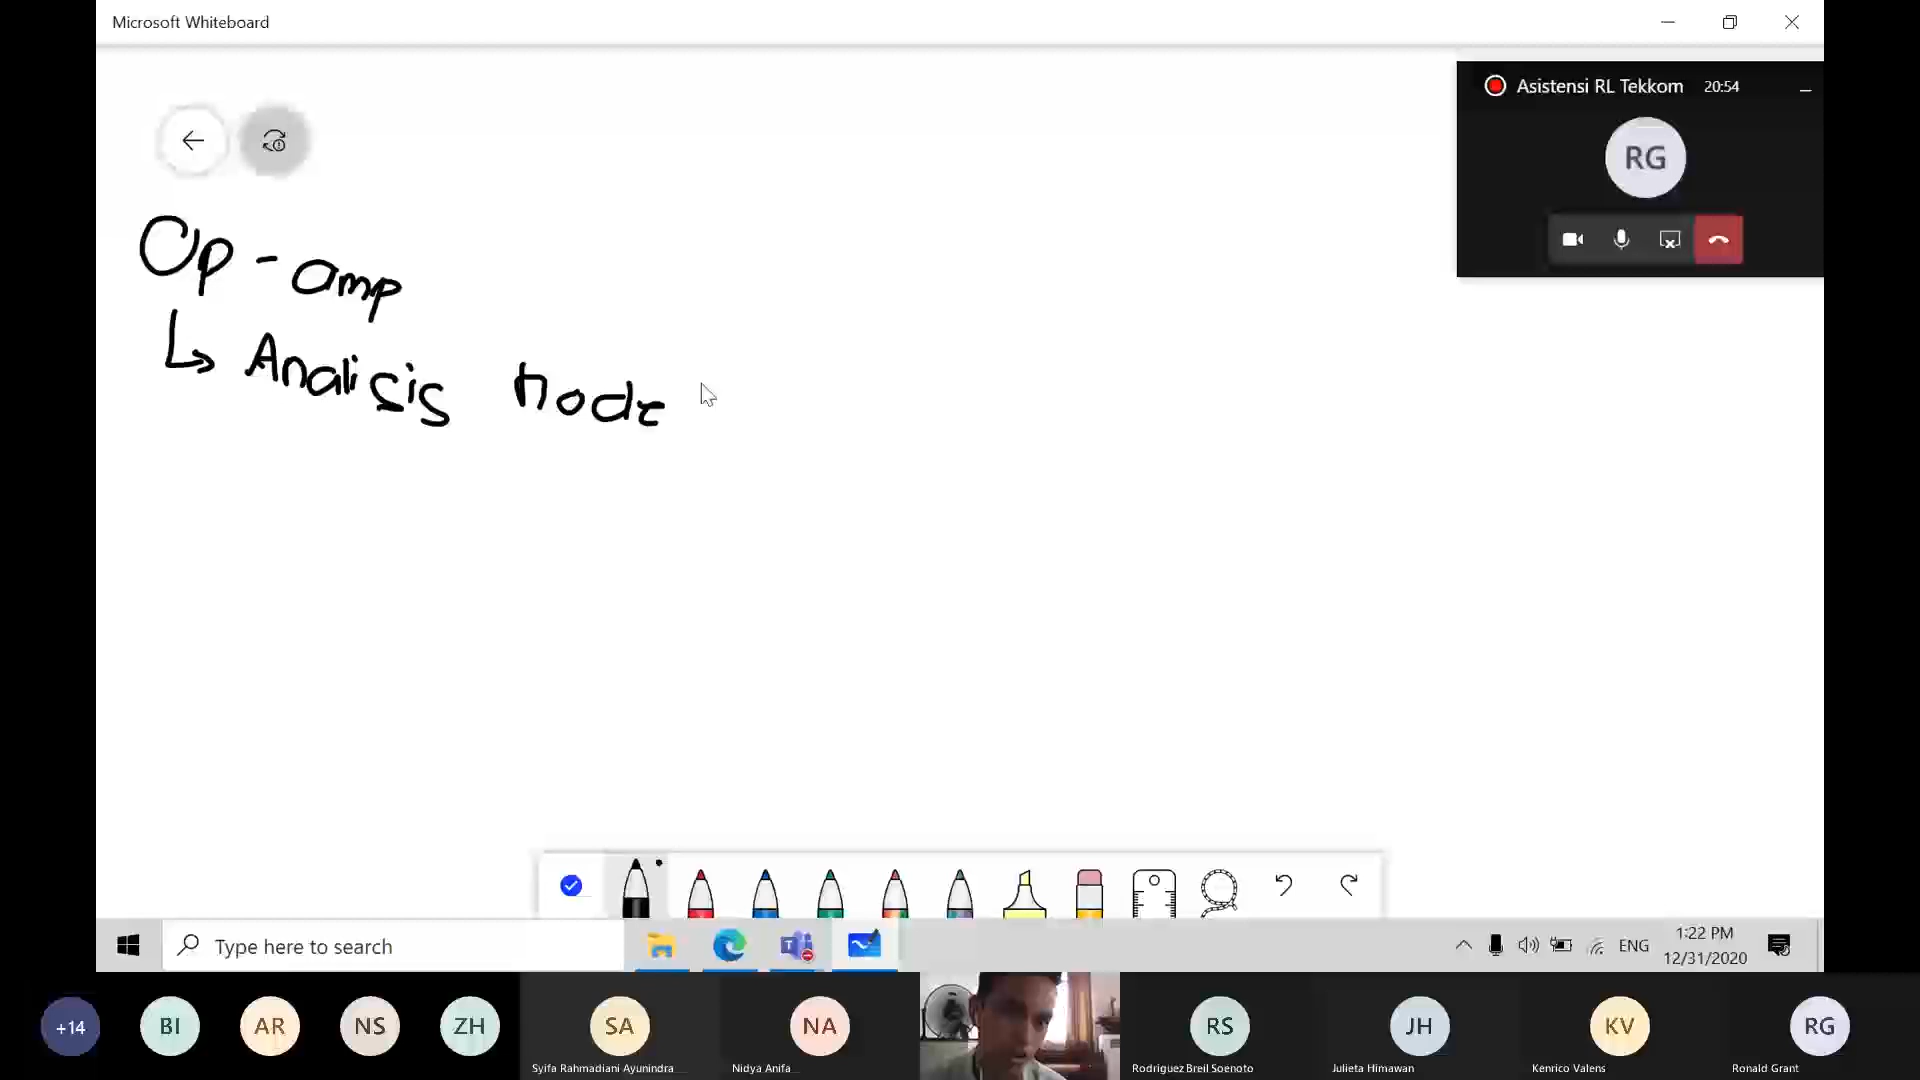 Microsoft Whiteboard
Asistensi RL Tekkom 20:54
RG
Op-amp
↳ Analisis node
Type here to search
T
ENG
1:22 PM
12/31/2020
+14
BI
AR
NS
ZH
SA
Syifa Rahmadiani Ayunindra ...
NA
Nidya Anifa...
RS
Rodriguez Breil Soenoto
JH
Julieta Himawan
KV
Kenrico Valens
RG
Ronald Grant